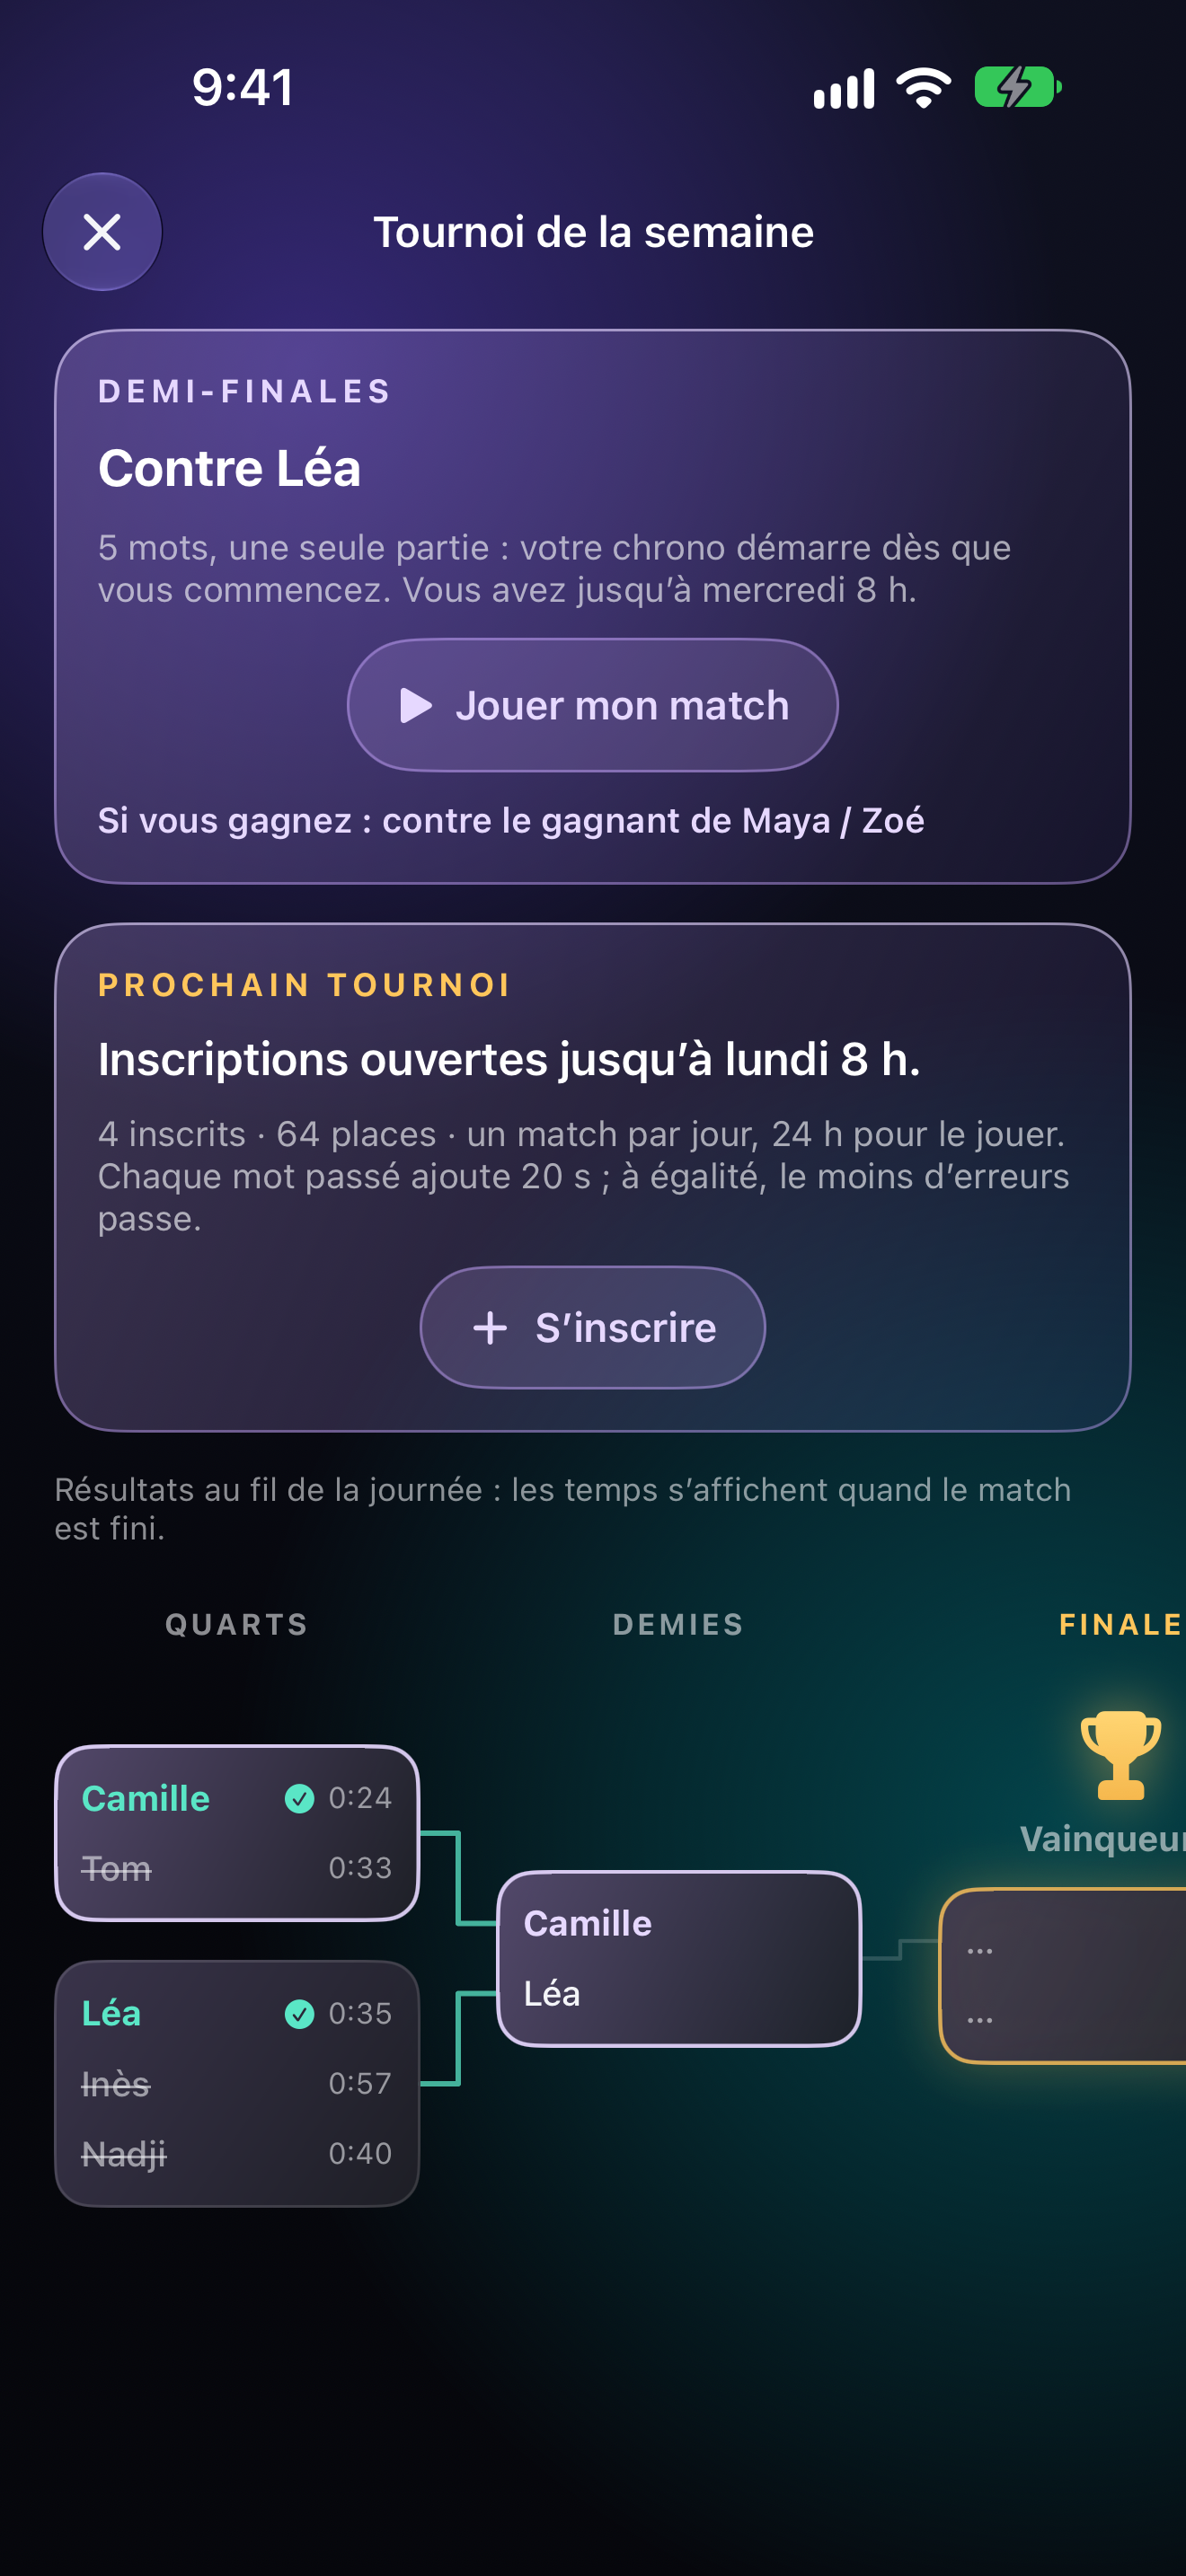 9:41
Tournoi de la semaine
DEMI-FINALES
Contre Léa
5 mots, une seule partie : votre chrono démarre dès que
vous commencez. Vous avez jusqu’à mercredi 8 h.
Jouer mon match
Si vous gagnez : contre le gagnant de Maya / Zoé
PROCHAIN TOURNOI
Inscriptions ouvertes jusqu’à lundi 8 h.
4 inscrits · 64 places · un match par jour, 24 h pour le jouer.
Chaque mot passé ajoute 20 s ; à égalité, le moins d’erreurs
passe.
S’inscrire
Résultats au fil de la journée : les temps s’affichent quand le match
est fini.
QUARTS
DEMIES
FINALE
Vainqueur
Camille 0:24
Tom 0:33
Camille
Léa
...
...
Léa 0:35
Inès 0:57
Nadji 0:40